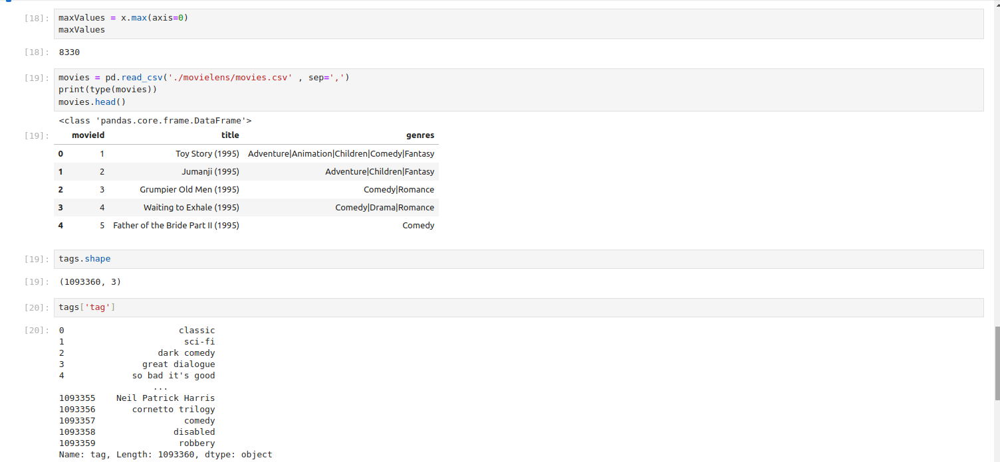 [18]: maxValues = x.max(axis=0)
maxValues
[18]: 8330
[19]: movies = pd.read_csv('./movielens/movies.csv' , sep=',')
print(type(movies))
movies.head()
<class 'pandas.core.frame.DataFrame'>
[19]: movieId title genres
0 1 Toy Story (1995) Adventure|Animation|Children|Comedy|Fantasy
1 2 Jumanji (1995) Adventure|Children|Fantasy
2 3 Grumpier Old Men (1995) Comedy|Romance
3 4 Waiting to Exhale (1995) Comedy|Drama|Romance
4 5 Father of the Bride Part II (1995) Comedy
[19]: tags.shape
[19]: (1093360, 3)
[20]: tags['tag']
[20]: 0 classic
1 sci-fi
2 dark comedy
3 great dialogue
4 so bad it's good
...
1093355 Neil Patrick Harris
1093356 cornetto trilogy
1093357 comedy
1093358 disabled
1093359 robbery
Name: tag, Length: 1093360, dtype: object